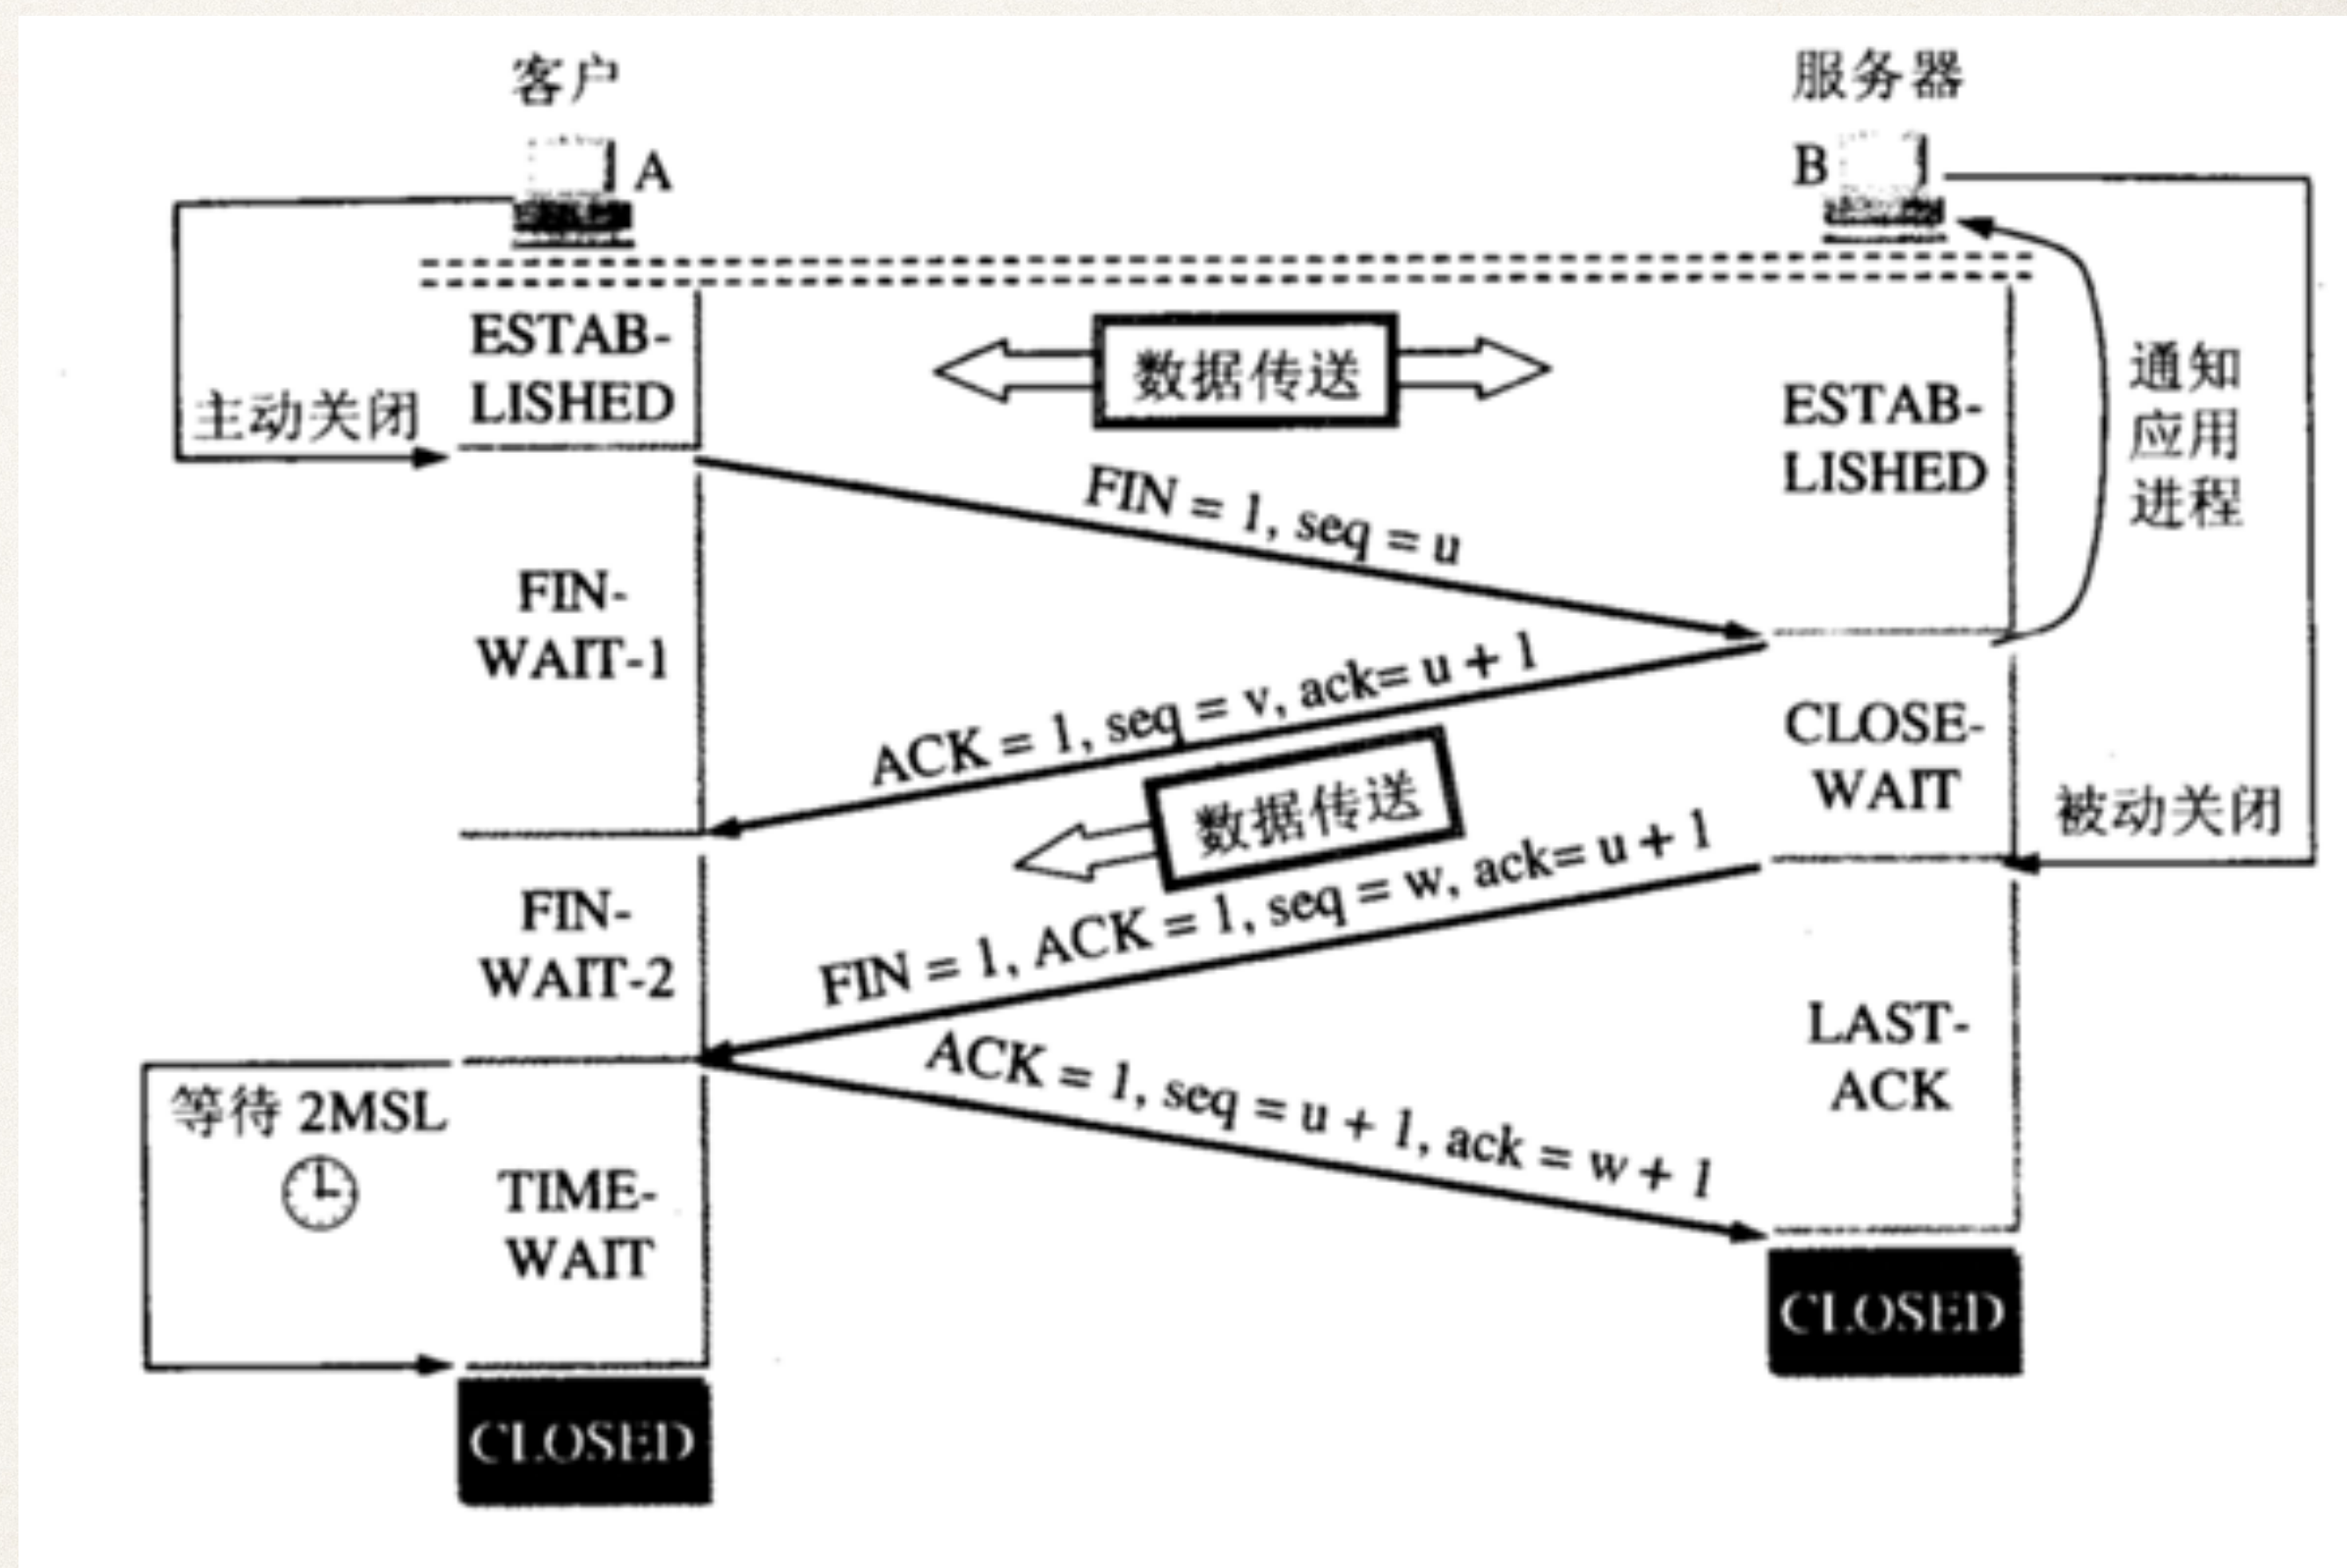 客户
服务器
A
B
ESTAB-
LISHED
主动关闭
数据传送
ESTAB-
LISHED
通知
应用
进程
FIN = 1, seq = u
FIN-
WAIT-1
ACK = 1, seq = v, ack= u + 1
CLOSE-
WAIT
数据传送
被动关闭
FIN = 1, ACK = 1, seq = w, ack= u + 1
FIN-
WAIT-2
ACK = 1, seq = u + 1, ack = w + 1
LAST-
ACK
等待 2MSL
TIME-
WAIT
CLOSED
CLOSED